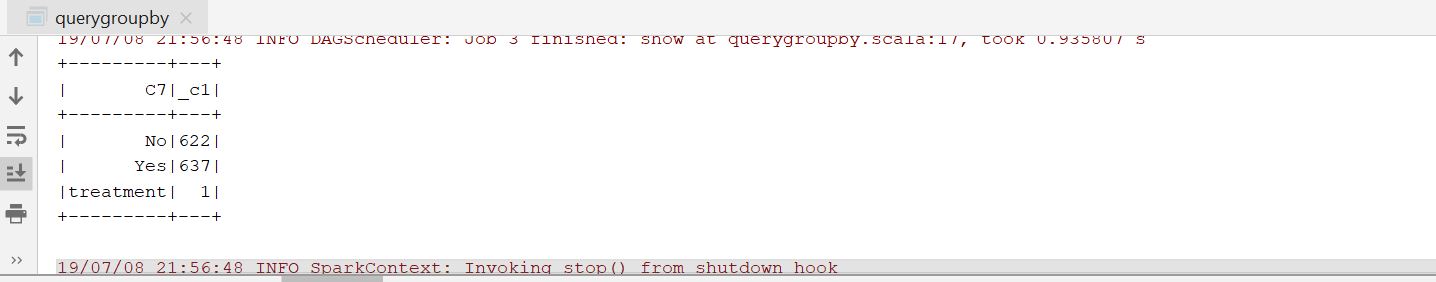 querygroupby
19/07/08 21:56:48 INFO DAGScheduler: Job 3 finished: show at querygroupby.scala:17, took 0.935807 s
+---------+---+
|       C7|_c1|
+---------+---+
|       No|622|
|      Yes|637|
|treatment|  1|
+---------+---+
19/07/08 21:56:48 INFO SparkContext: Invoking stop() from shutdown hook